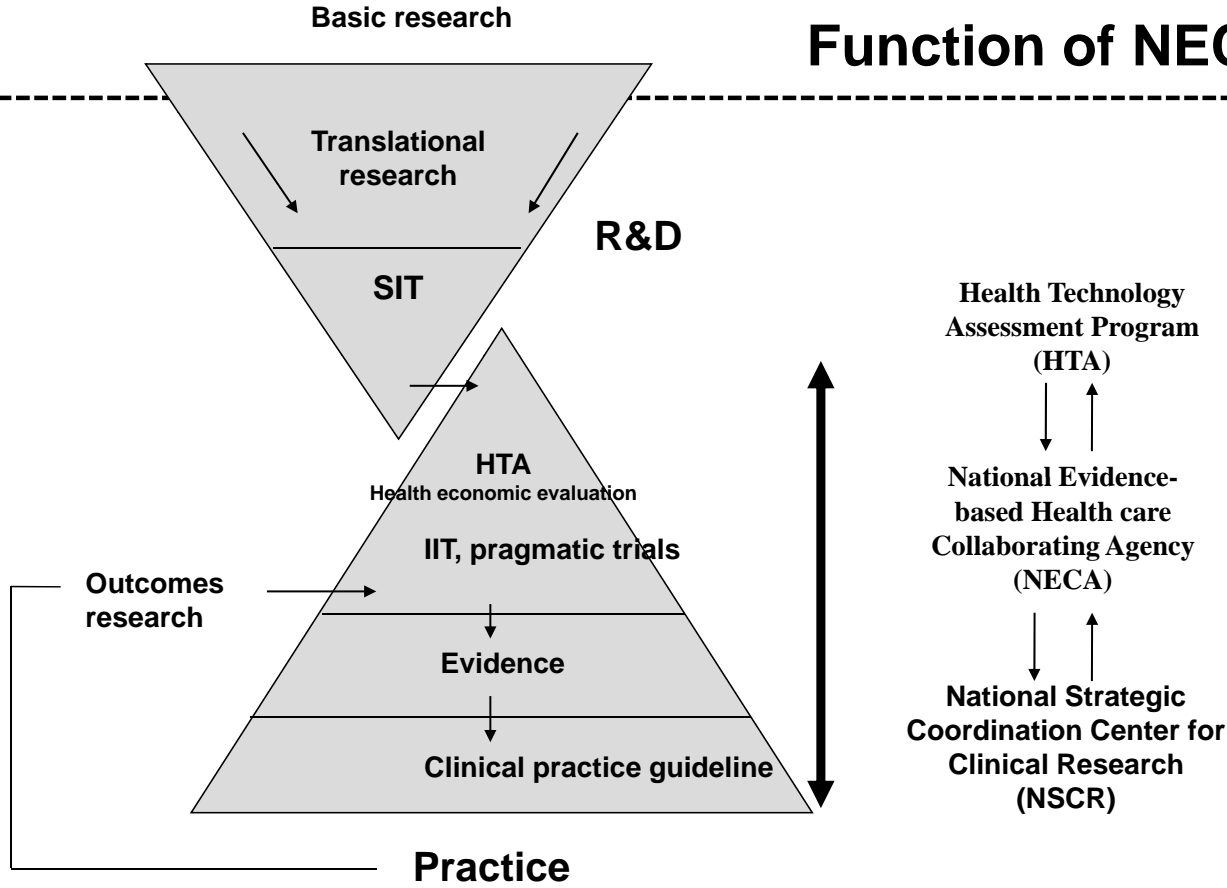 Basic research
Function of NEC
Translational
research
R&D
SIT
Health Technology
Assessment Program
(HTA)
HTA
Health economic evaluation
National Evidence-
based Health care
Collaborating Agency
(NECA)
IIT, pragmatic trials
Outcomes
research
Evidence
National Strategic
Coordination Center for
Clinical Research
(NSCR)
Clinical practice guideline
Practice